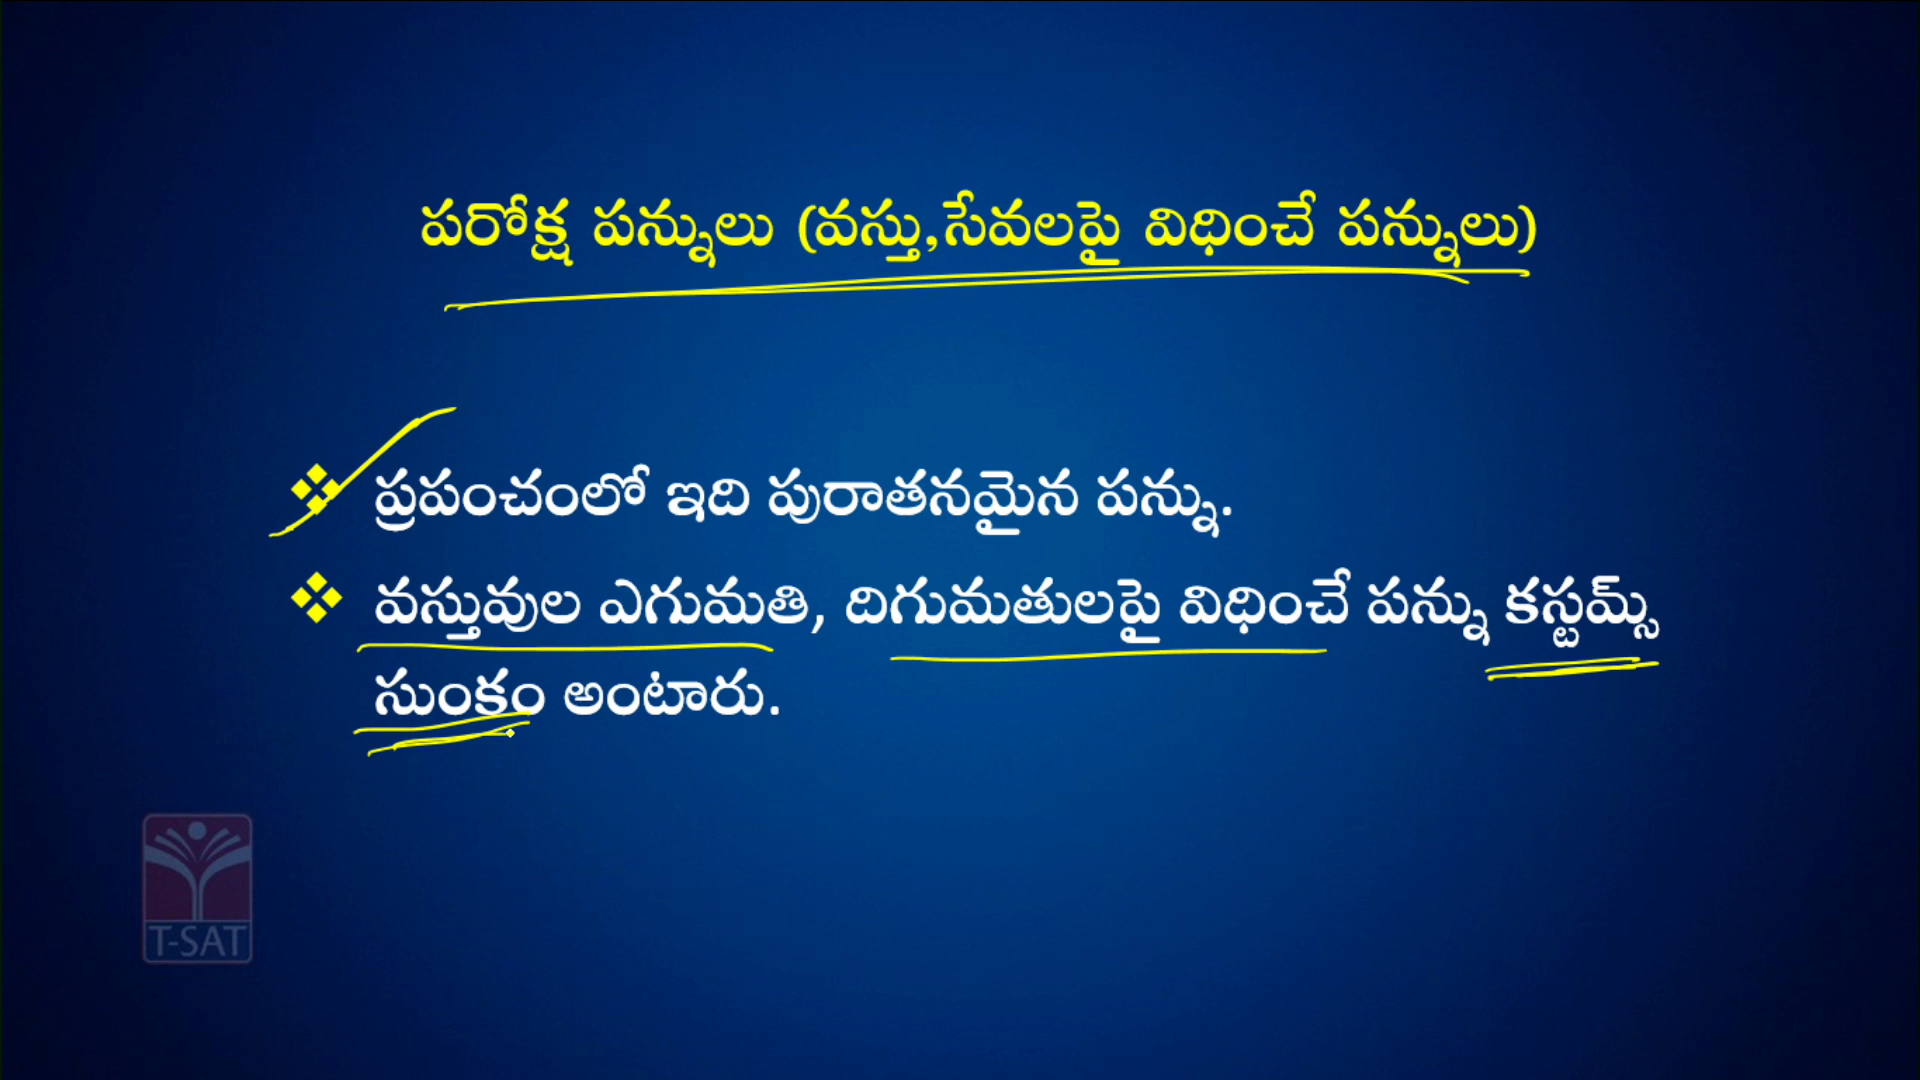 పరోక్ష పన్నులు (వస్తు,సేవలపై విధించే పన్నులు)
ప్రపంచంలో ఇది పురాతనమైన పన్ను.
వస్తువుల ఎగుమతి, దిగుమతులపై విధించే పన్ను కస్టమ్స్
సుంకం అంటారు.
T-SAT